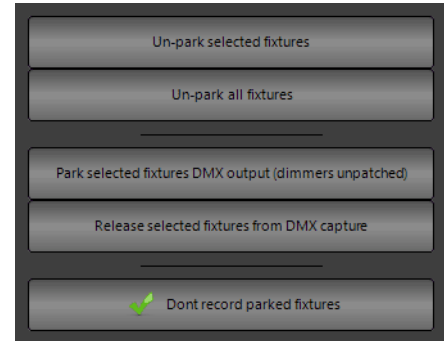 Un-park selected fixtures
Un-park all fixtures
Park selected fixtures DMX output (dimmers unpatched)
Release selected fixtures from DMX capture
Dont record parked fixtures